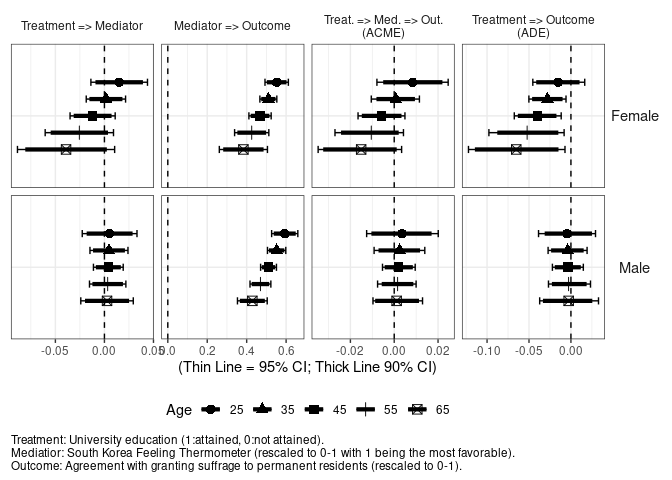 Treatment => Mediator
Mediator => Outcome
Treat. => Med. => Out.
(ACME)
Treatment => Outcome
(ADE)
Female
Male
-0.05 0.00 0.05
0.0 0.2 0.4 0.6
-0.02 0.00 0.02
-0.10 -0.05 0.00
(Thin Line = 95% CI; Thick Line 90% CI)
Age 25 35 45 55 65
Treatment: University education (1:attained, 0:not attained).
Mediatior: South Korea Feeling Thermometer (rescaled to 0-1 with 1 being the most favorable).
Outcome: Agreement with granting suffrage to permanent residents (rescaled to 0-1).